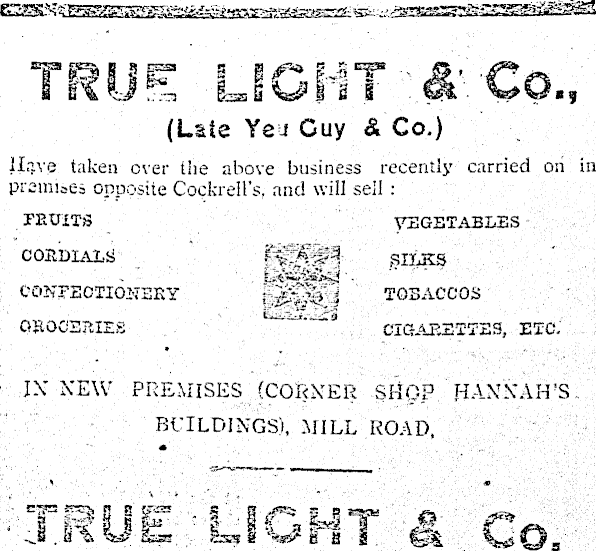 TRUE LIGHT & Co.,
(Late Yee Guy & Co.)
Have taken over the above business recently carried on in
premises opposite Cockrell's, and will sell :
FRUITS
CORDIALS
CONFECTIONERY
GROCERIES
VEGETABLES
SILKS
TOBACCOS
CIGARETTES, ETC.
IN NEW PREMISES (CORNER SHOP HANNAH'S
BUILDINGS), MILL ROAD,
TRUE LIGHT & Co.